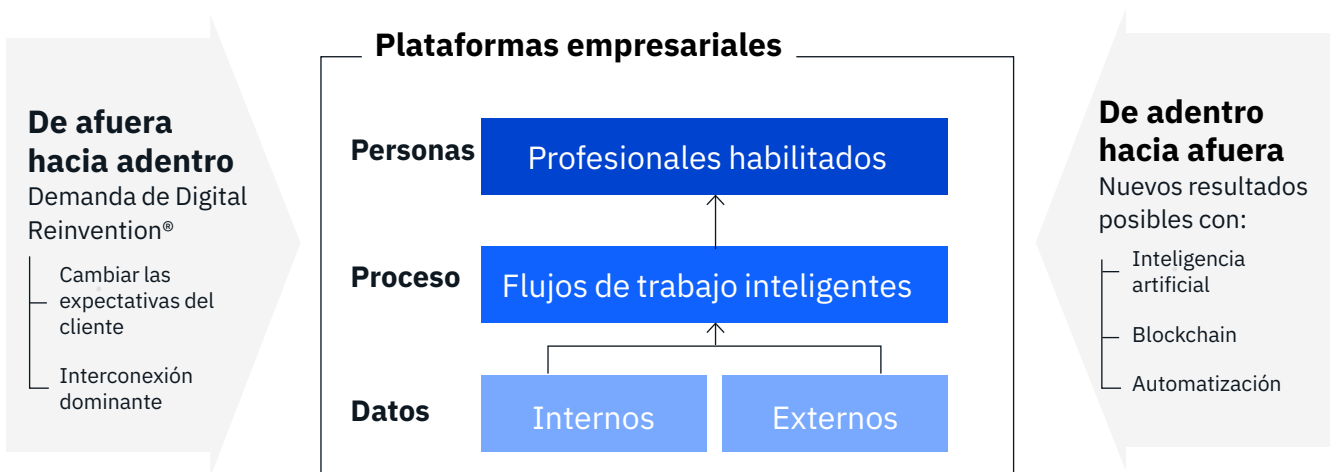 Plataformas empresariales
De afuera
hacia adentro
Demanda de Digital
Reinvention®
Cambiar las
expectativas del
cliente
Interconexión
dominante
Personas
Profesionales habilitados
Proceso
Flujos de trabajo inteligentes
Datos
Internos
Externos
De adentro
hacia afuera
Nuevos resultados
posibles con:
Inteligencia
artificial
Blockchain
Automatización